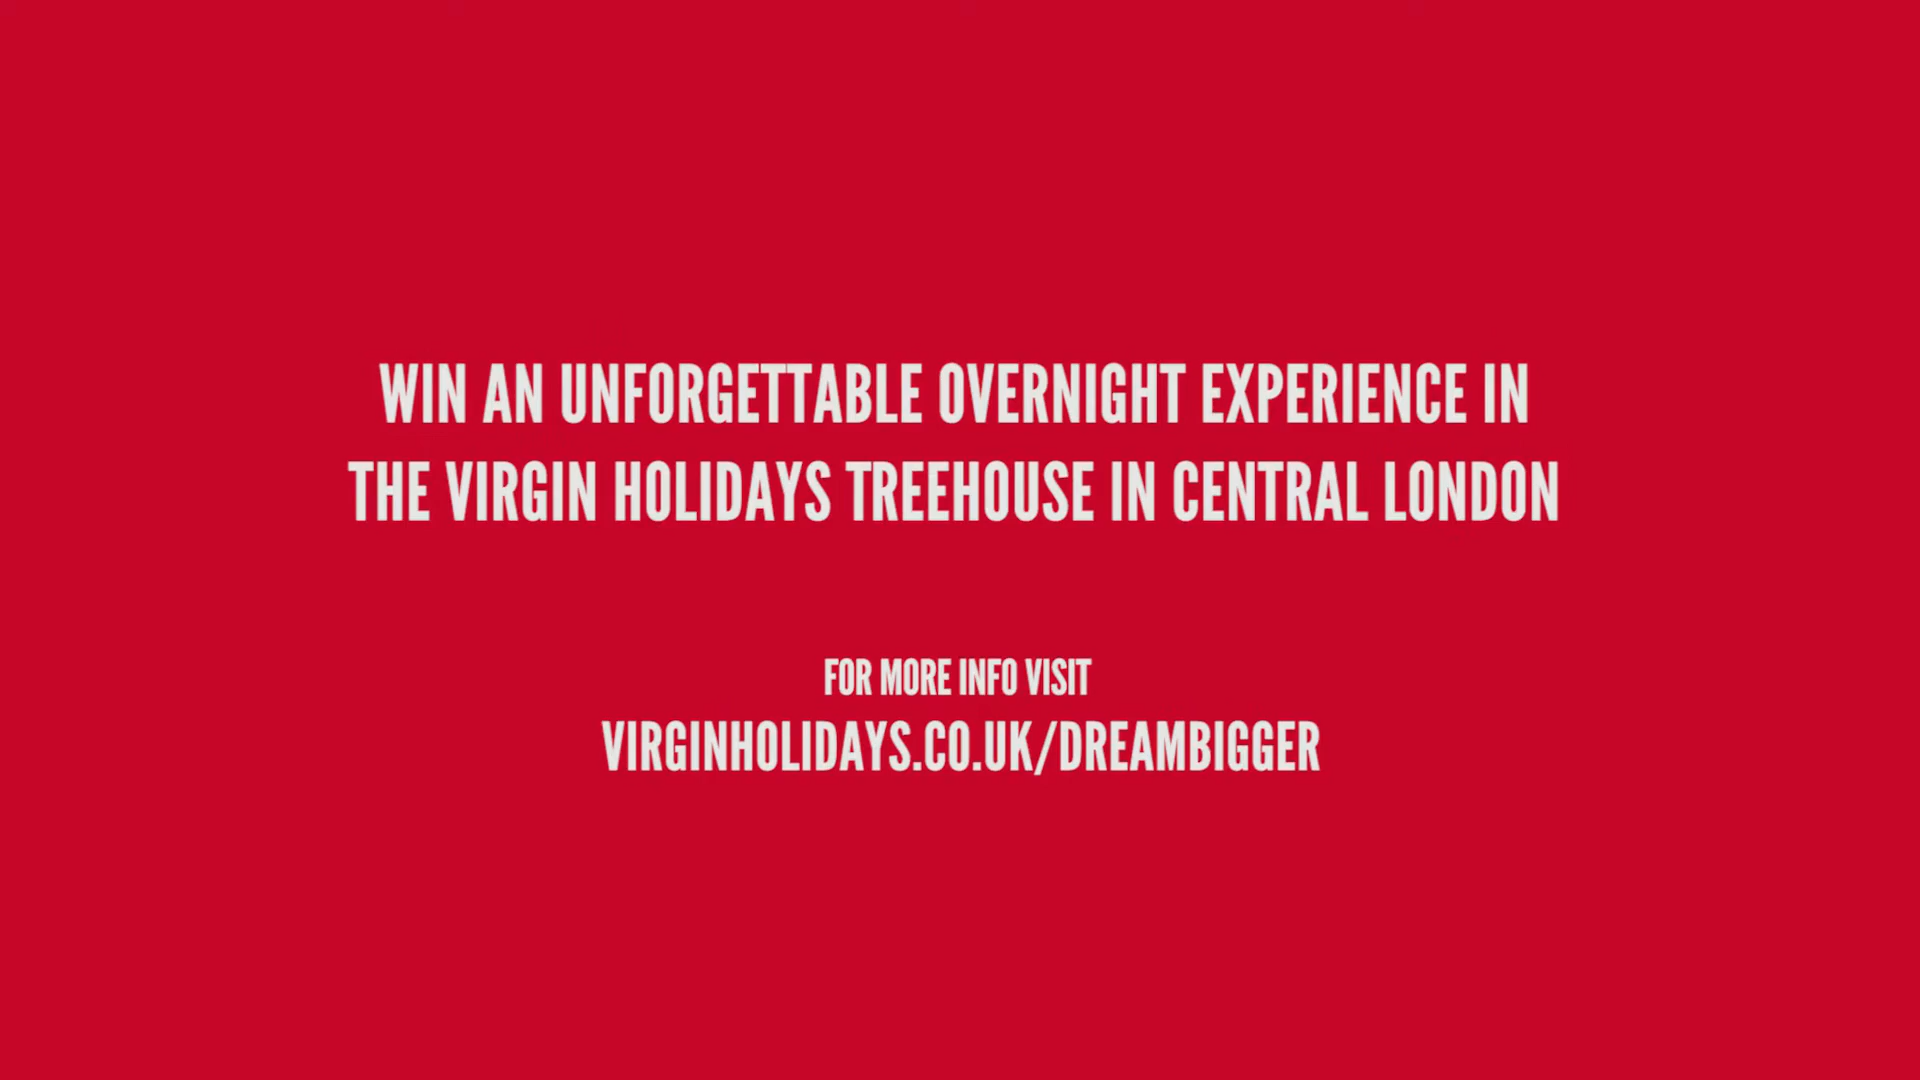 WIN AN UNFORGETTABLE OVERNIGHT EXPERIENCE IN
THE VIRGIN HOLIDAYS TREEHOUSE IN CENTRAL LONDON
FOR MORE INFO VISIT
VIRGINHOLIDAYS.CO.UK/DREAMBIGGER